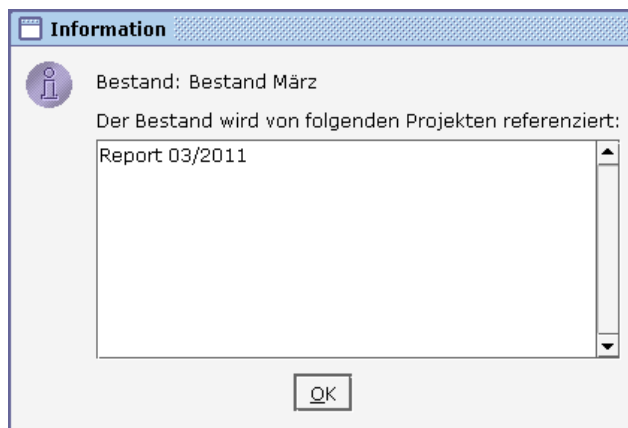 Information
Bestand: Bestand März
Der Bestand wird von folgenden Projekten referenziert:
Report 03/2011
OK